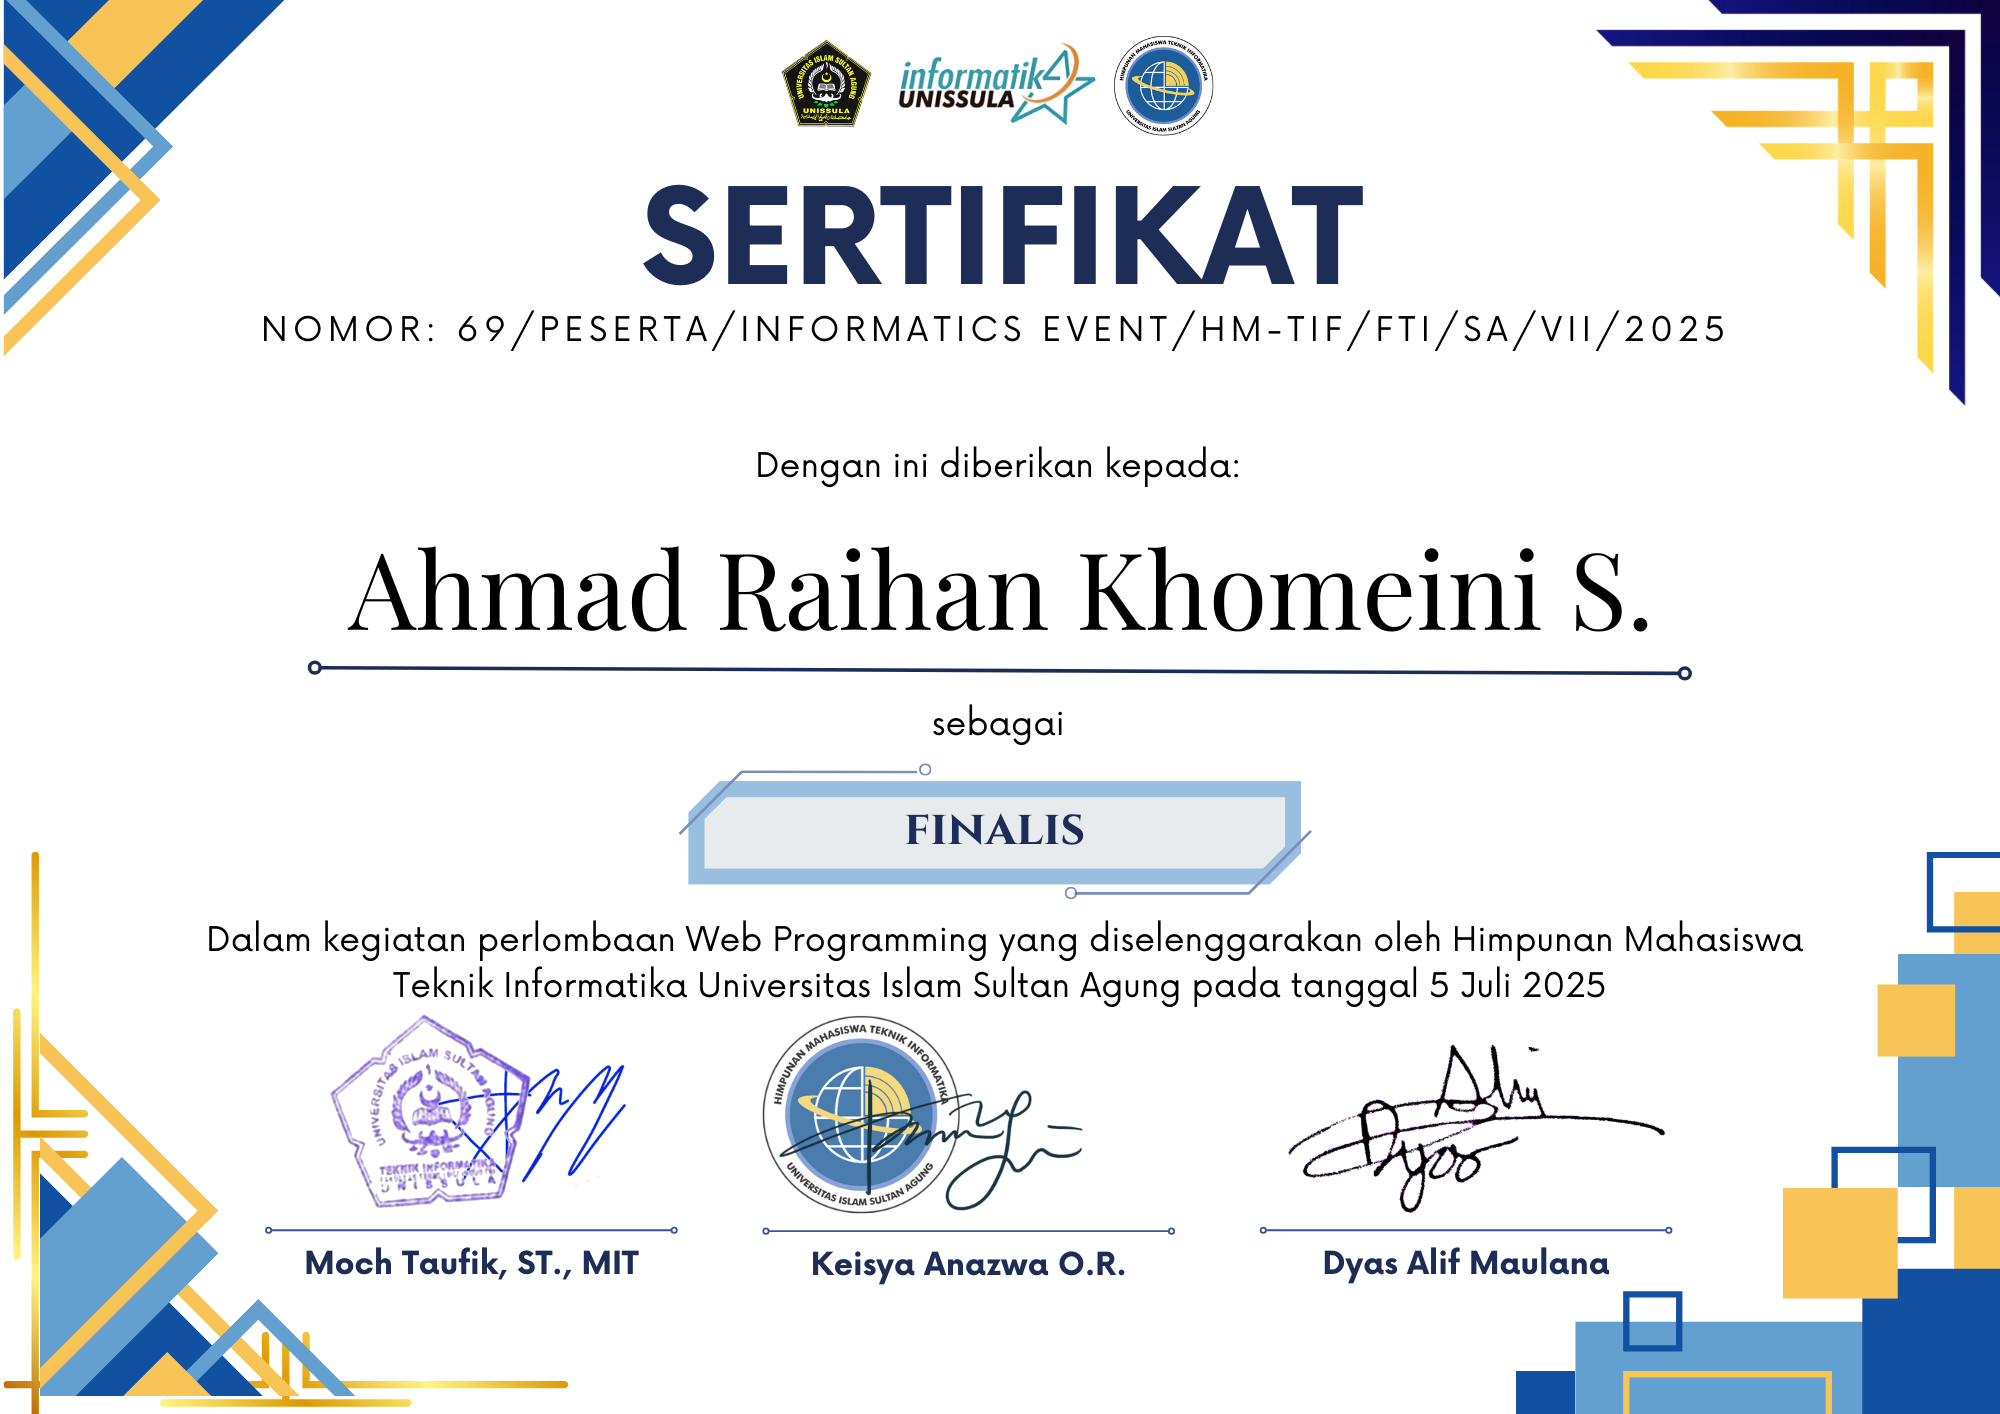 UNIVERSITAS ISLAM SULTAN AGUNG
UNISSULA
informatika
UNISSULA
HIMPUNAN MAHASISWA TEKNIK INFORMATIKA
UNIVERSITAS ISLAM SULTAN AGUNG
SERTIFIKAT
NOMOR: 69/PESERTA/INFORMATICS EVENT/HM-TIF/FTI/SA/VII/2025
Dengan ini diberikan kepada:
Ahmad Raihan Khomeini S.
sebagai
FINALIS
Dalam kegiatan perlombaan Web Programming yang diselenggarakan oleh Himpunan Mahasiswa
Teknik Informatika Universitas Islam Sultan Agung pada tanggal 5 Juli 2025
UNIVERSITAS ISLAM SULTAN AGUNG
TEKNIK INFORMATIKA
UNISSULA
HIMPUNAN MAHASISWA TEKNIK INFORMATIKA
UNIVERSITAS ISLAM SULTAN AGUNG
Moch Taufik, ST., MIT
Keisya Anazwa O.R.
Dyas Alif Maulana